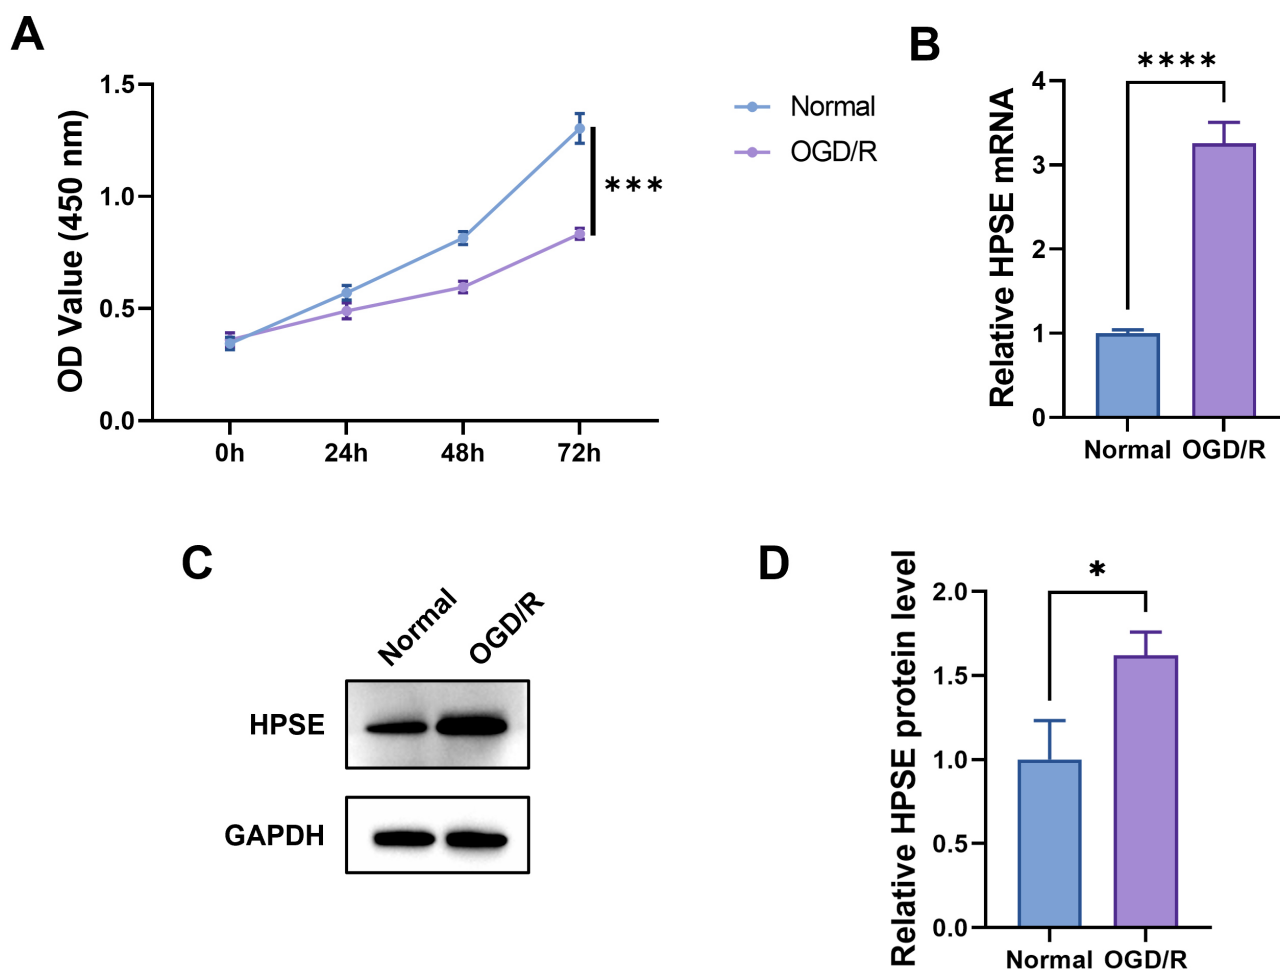 A
OD Value (450 nm)
1.5
1.0
0.5
0.0
0h 24h 48h 72h
***
Normal
OGD/R
B
Relative HPSE mRNA
4
3
2
1
0
****
Normal OGD/R
C
Normal OGD/R
HPSE
GAPDH
D
Relative HPSE protein level
2.0
1.5
1.0
0.5
0.0
*
Normal OGD/R